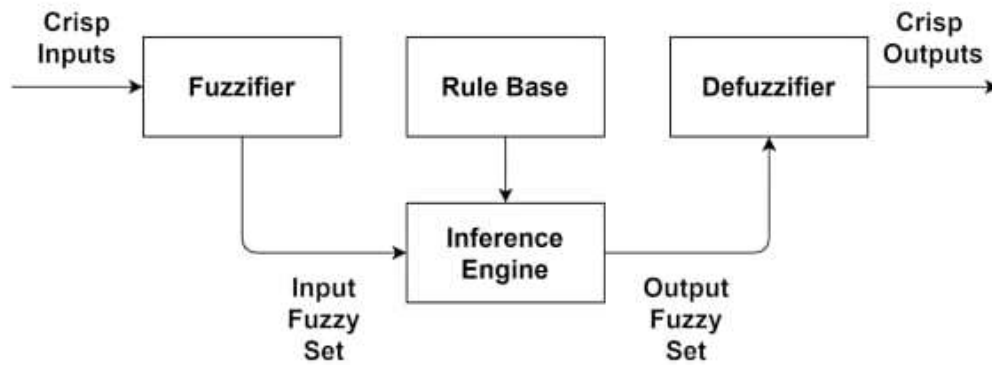 Crisp
Inputs
Fuzzifier
Rule Base
Defuzzifier
Crisp
Outputs
Inference
Engine
Input
Fuzzy
Set
Output
Fuzzy
Set